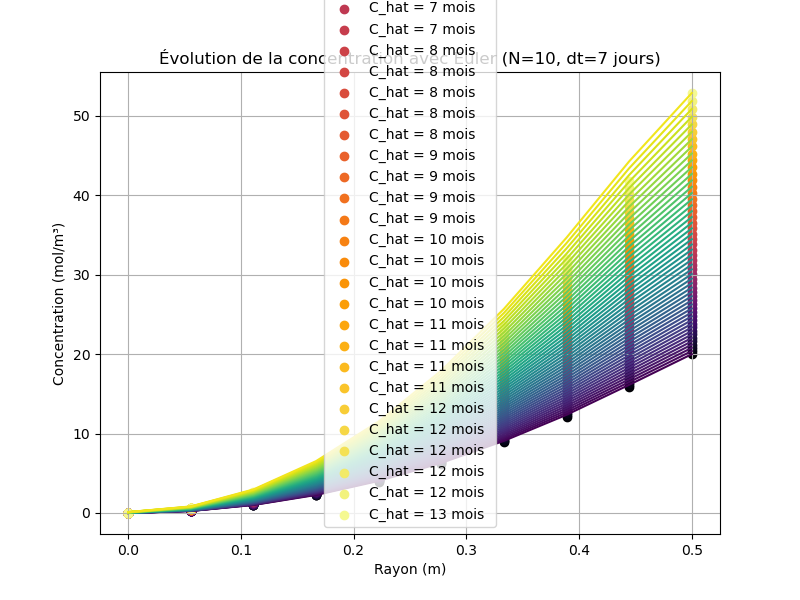 C_hat = 7 mois
C_hat = 7 mois
Évolution de la concentration avec Euler (N=10, dt=7 jours)
C_hat = 8 mois
C_hat = 8 mois
C_hat = 8 mois
C_hat = 8 mois
C_hat = 8 mois
C_hat = 9 mois
C_hat = 9 mois
C_hat = 9 mois
C_hat = 9 mois
C_hat = 10 mois
C_hat = 10 mois
C_hat = 10 mois
C_hat = 10 mois
C_hat = 11 mois
C_hat = 11 mois
C_hat = 11 mois
C_hat = 11 mois
C_hat = 12 mois
C_hat = 12 mois
C_hat = 12 mois
C_hat = 12 mois
C_hat = 12 mois
C_hat = 13 mois
Concentration (mol/m³)
50
40
30
20
10
0
0.0 0.1 0.2 0.3 0.4 0.5
Rayon (m)